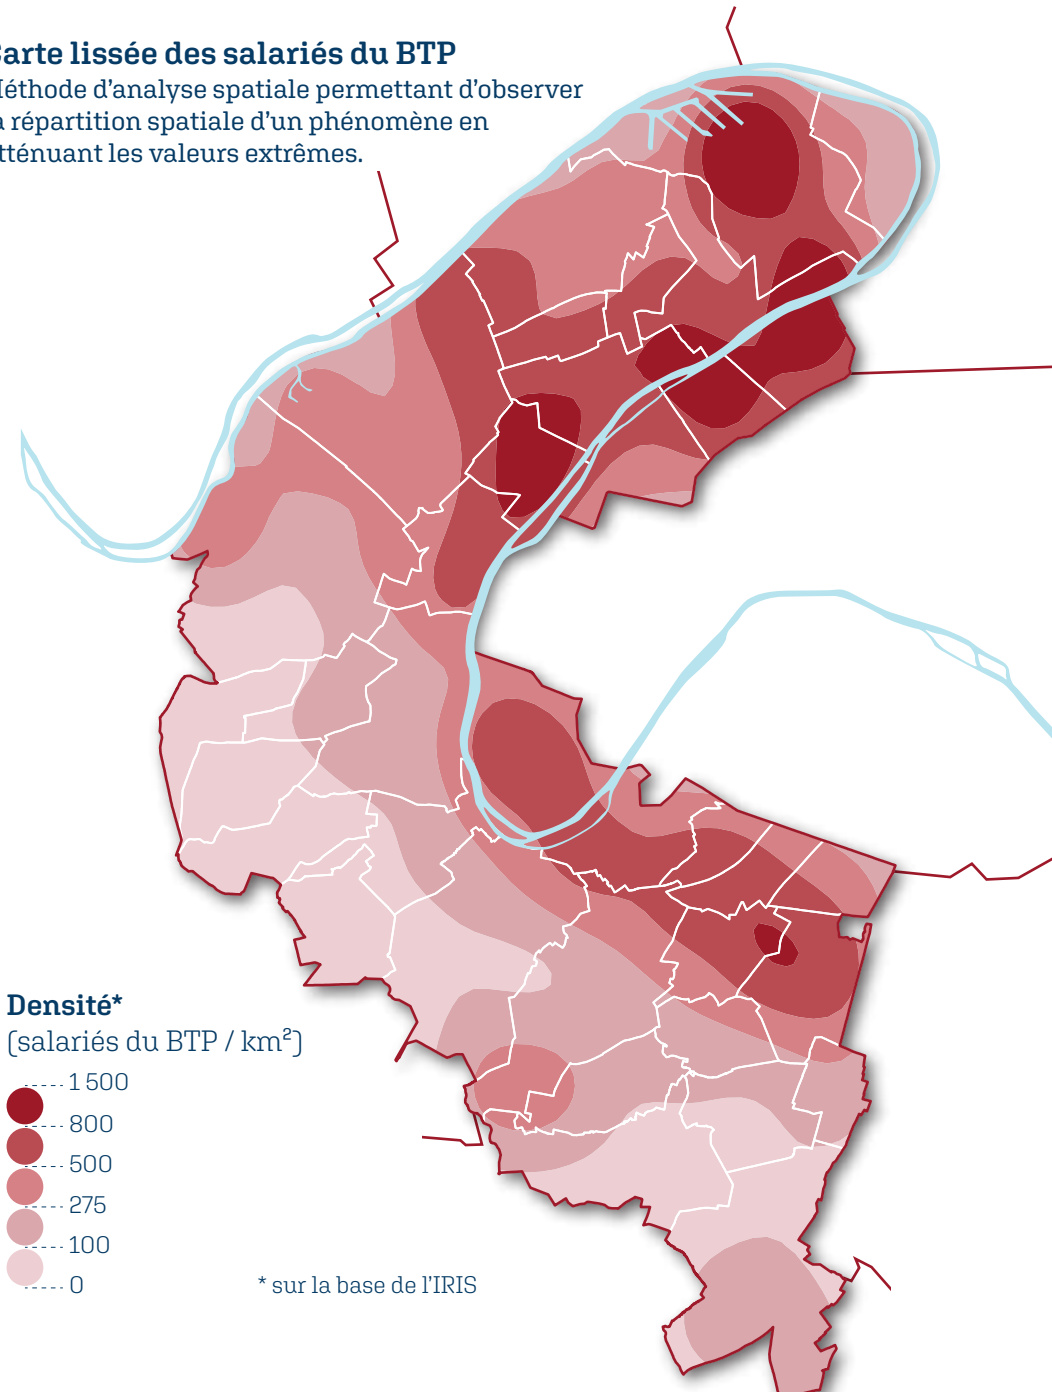 arte lissée des salariés du BTP
éthode d'analyse spatiale permettant d'observer
a répartition spatiale d'un phénomène en
tténuant les valeurs extrêmes.
Densité*
(salariés du BTP / km²)
1 500
800
500
275
100
0
* sur la base de l'IRIS